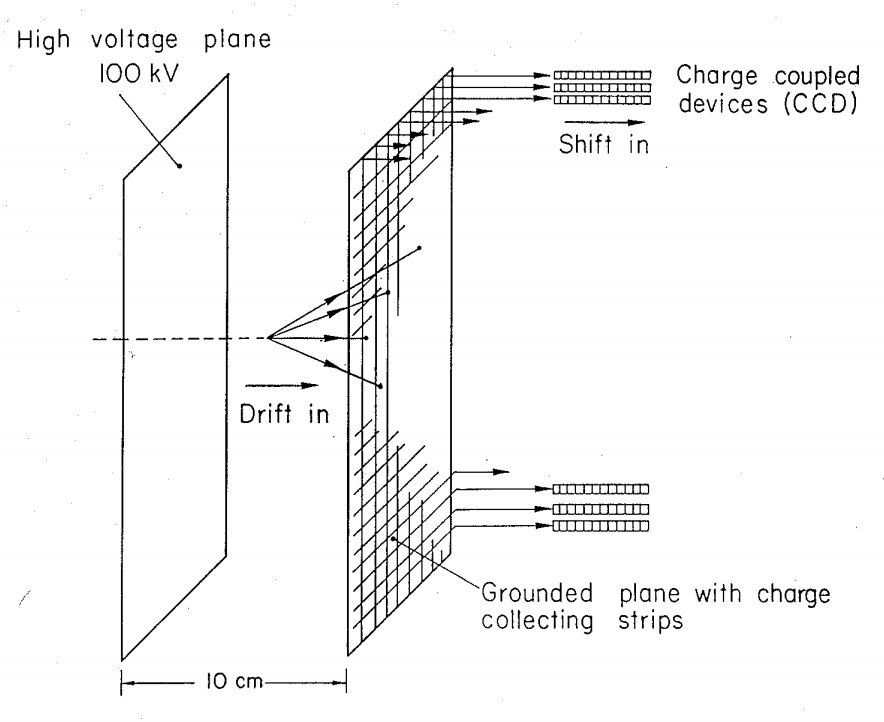 High voltage plane
100 kV
Charge coupled
devices (CCD)
Shift in
Drift in
Grounded plane with charge
collecting strips
10 cm